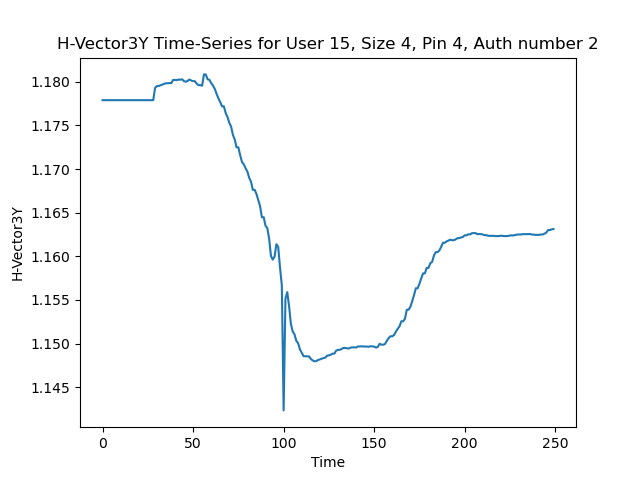 H-Vector3Y Time-Series for User 15, Size 4, Pin 4, Auth number 2
1.180
1.175
1.170
1.165
1.160
1.155
1.150
1.145
H-Vector3Y
0 50 100 150 200 250
Time